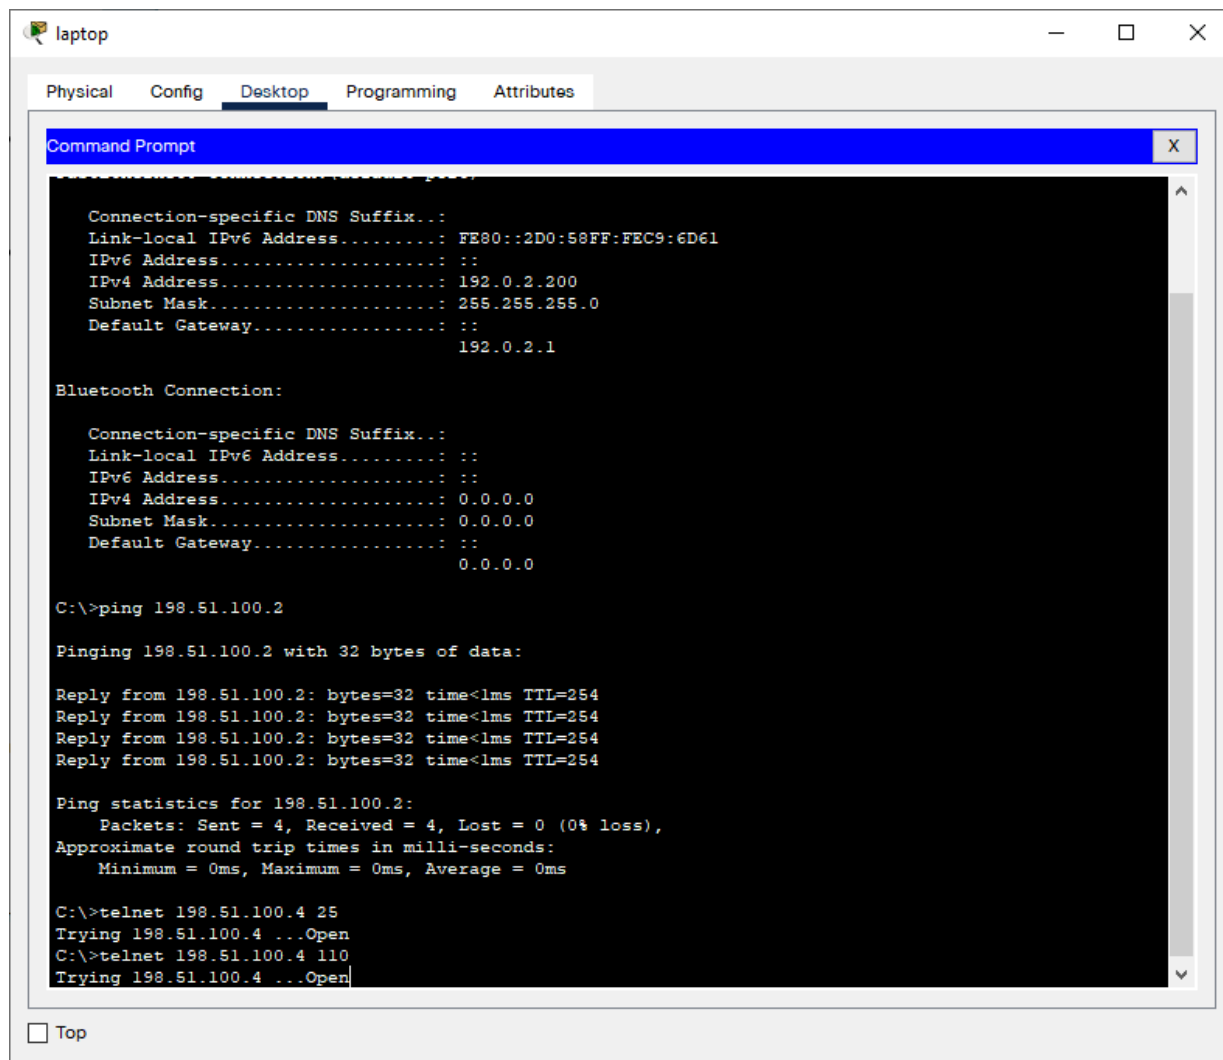 laptop
Physical Config Desktop Programming Attributes
Command Prompt
X
Connection-specific DNS Suffix..:
Link-local IPv6 Address.........: FE80::2D0:58FF:FEC9:6D61
IPv6 Address....................: ::
IPv4 Address....................: 192.0.2.200
Subnet Mask.....................: 255.255.255.0
Default Gateway.................: ::
192.0.2.1
Bluetooth Connection:
Connection-specific DNS Suffix..:
Link-local IPv6 Address.........: ::
IPv6 Address....................: ::
IPv4 Address....................: 0.0.0.0
Subnet Mask.....................: 0.0.0.0
Default Gateway.................: ::
0.0.0.0
C:\>ping 198.51.100.2
Pinging 198.51.100.2 with 32 bytes of data:
Reply from 198.51.100.2: bytes=32 time<1ms TTL=254
Reply from 198.51.100.2: bytes=32 time<1ms TTL=254
Reply from 198.51.100.2: bytes=32 time<1ms TTL=254
Reply from 198.51.100.2: bytes=32 time<1ms TTL=254
Ping statistics for 198.51.100.2:
Packets: Sent = 4, Received = 4, Lost = 0 (0% loss),
Approximate round trip times in milli-seconds:
Minimum = 0ms, Maximum = 0ms, Average = 0ms
C:\>telnet 198.51.100.4 25
Trying 198.51.100.4 ...Open
C:\>telnet 198.51.100.4 110
Trying 198.51.100.4 ...Open
Top